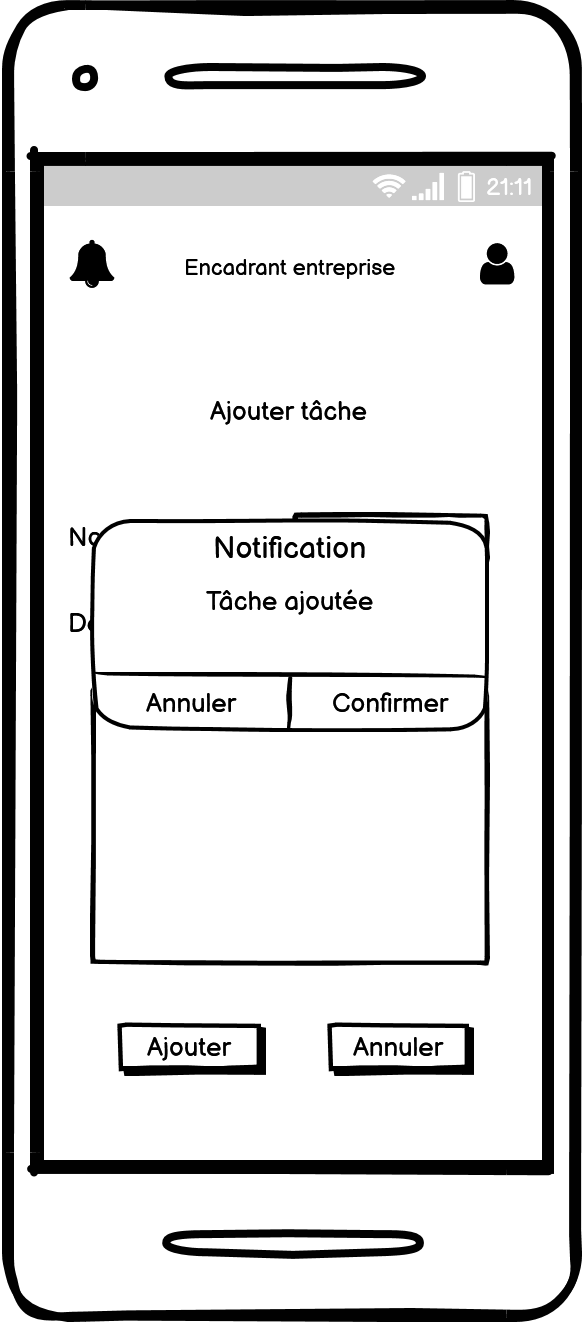 21:11
Encadrant entreprise
Ajouter tâche
Notification
Tâche ajoutée
Annuler Confirmer
Ajouter Annuler